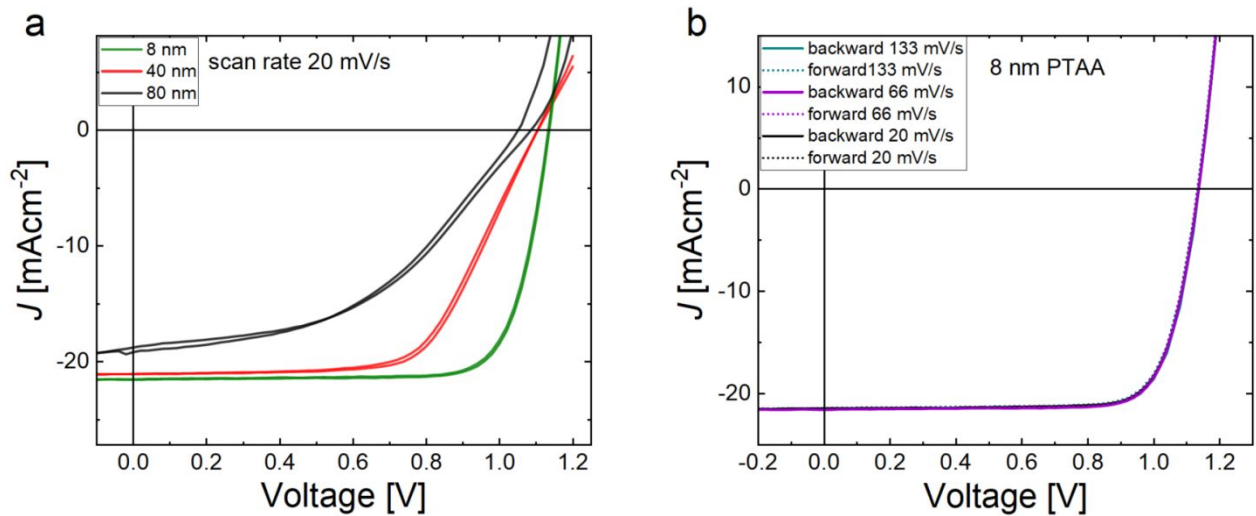 a
8 nm
40 nm
80 nm
scan rate 20 mV/s
0
-10
-20
J [mAcm-2]
0.0 0.2 0.4 0.6 0.8 1.0 1.2
Voltage [V]
b
backward 133 mV/s
forward133 mV/s
backward 66 mV/s
forward 66 mV/s
backward 20 mV/s
forward 20 mV/s
8 nm PTAA
10
0
-10
-20
J [mAcm-2]
-0.2 0.0 0.2 0.4 0.6 0.8 1.0 1.2
Voltage [V]